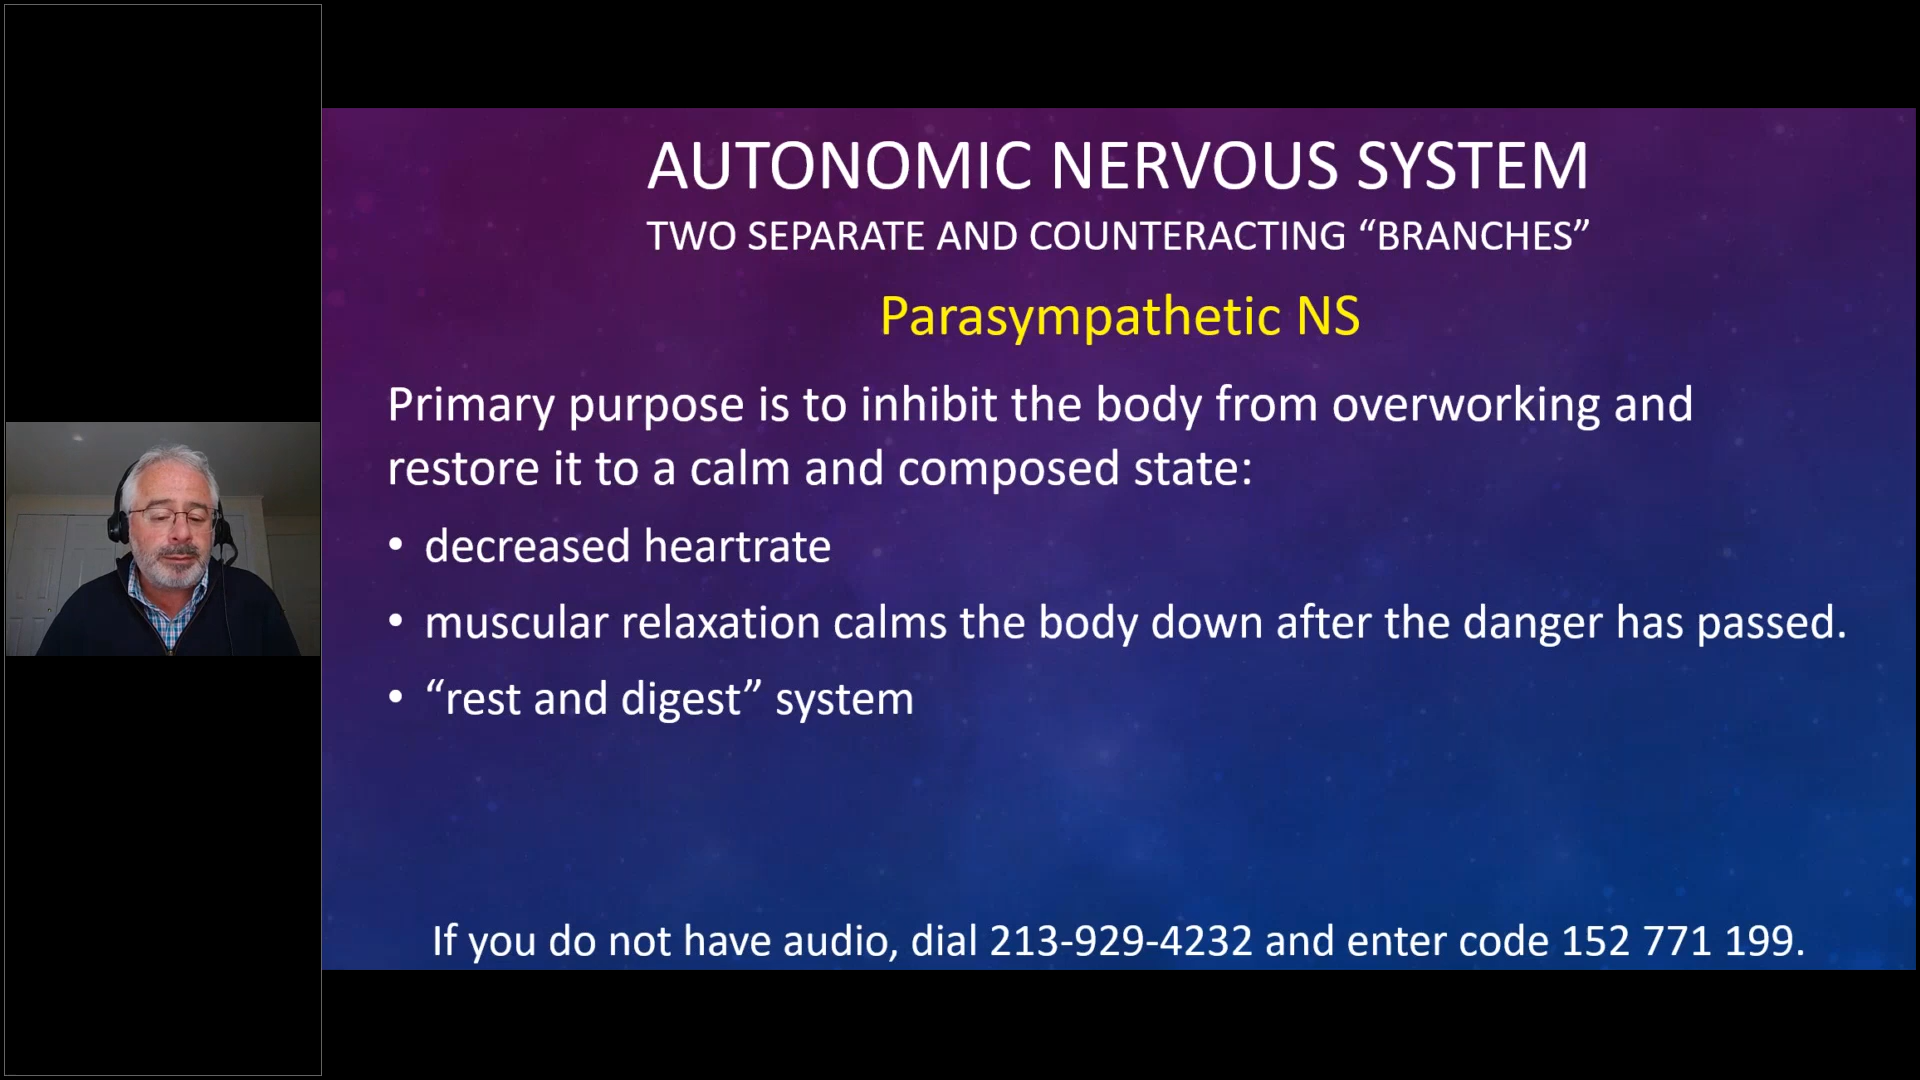 AUTONOMIC NERVOUS SYSTEM
TWO SEPARATE AND COUNTERACTING “BRANCHES”
Parasympathetic NS
Primary purpose is to inhibit the body from overworking and
restore it to a calm and composed state:
• decreased heartrate
• muscular relaxation calms the body down after the danger has passed.
• “rest and digest” system
If you do not have audio, dial 213-929-4232 and enter code 152 771 199.